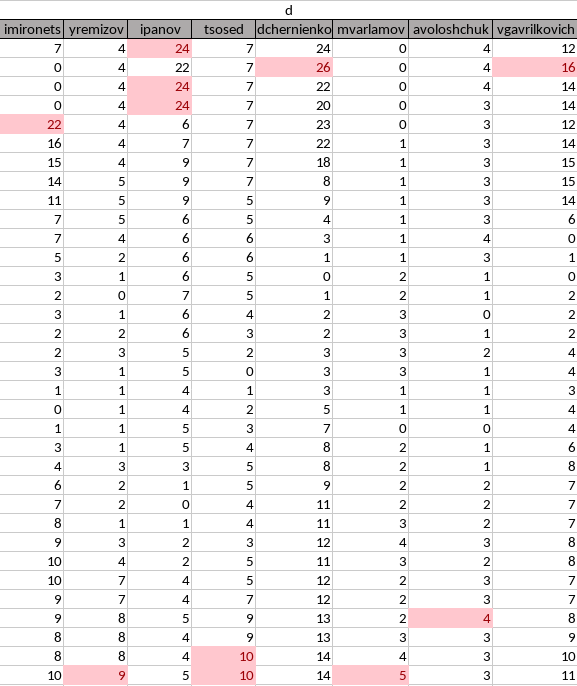 d
imironets yremizov ipanov tsosed dchernienko mvarlamov avoloshchuk vgavrilkovich
7 4 24 7 24 0 4 12
0 4 22 7 26 0 4 16
0 4 24 7 22 0 4 14
0 4 24 7 20 0 3 14
22 4 6 7 23 0 3 12
16 4 7 7 22 1 3 14
15 4 9 7 18 1 3 15
14 5 9 7 8 1 3 15
11 5 9 5 9 1 3 14
7 5 6 5 4 1 3 6
7 4 6 6 3 1 4 0
5 2 6 6 1 1 3 1
3 1 6 5 0 2 1 0
2 0 7 5 1 2 1 2
3 1 6 4 2 3 0 2
2 2 6 3 2 3 1 2
2 3 5 2 3 3 2 4
3 1 5 0 3 3 1 4
1 1 4 1 3 1 1 3
0 1 4 2 5 1 1 4
1 1 5 3 7 0 0 4
3 1 5 4 8 2 1 6
4 3 3 5 8 2 1 8
6 2 1 5 9 2 2 7
7 2 0 4 11 2 2 7
8 1 1 4 11 3 2 7
9 3 2 3 12 4 3 8
10 4 2 5 11 3 2 8
10 7 4 5 12 2 3 7
9 7 4 7 12 2 3 7
9 8 5 9 13 2 4 8
8 8 4 9 13 3 3 9
8 8 4 10 14 4 3 10
10 9 5 10 14 5 3 11